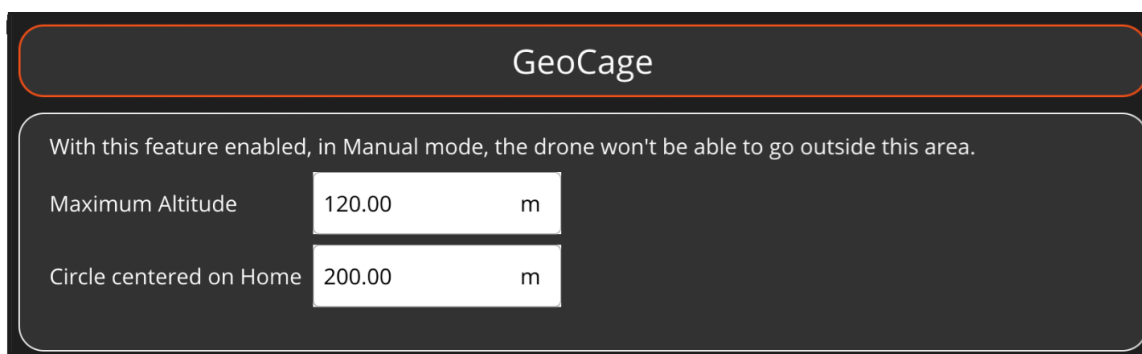 GeoCage
With this feature enabled, in Manual mode, the drone won't be able to go outside this area.
Maximum Altitude 120.00 m
Circle centered on Home 200.00 m